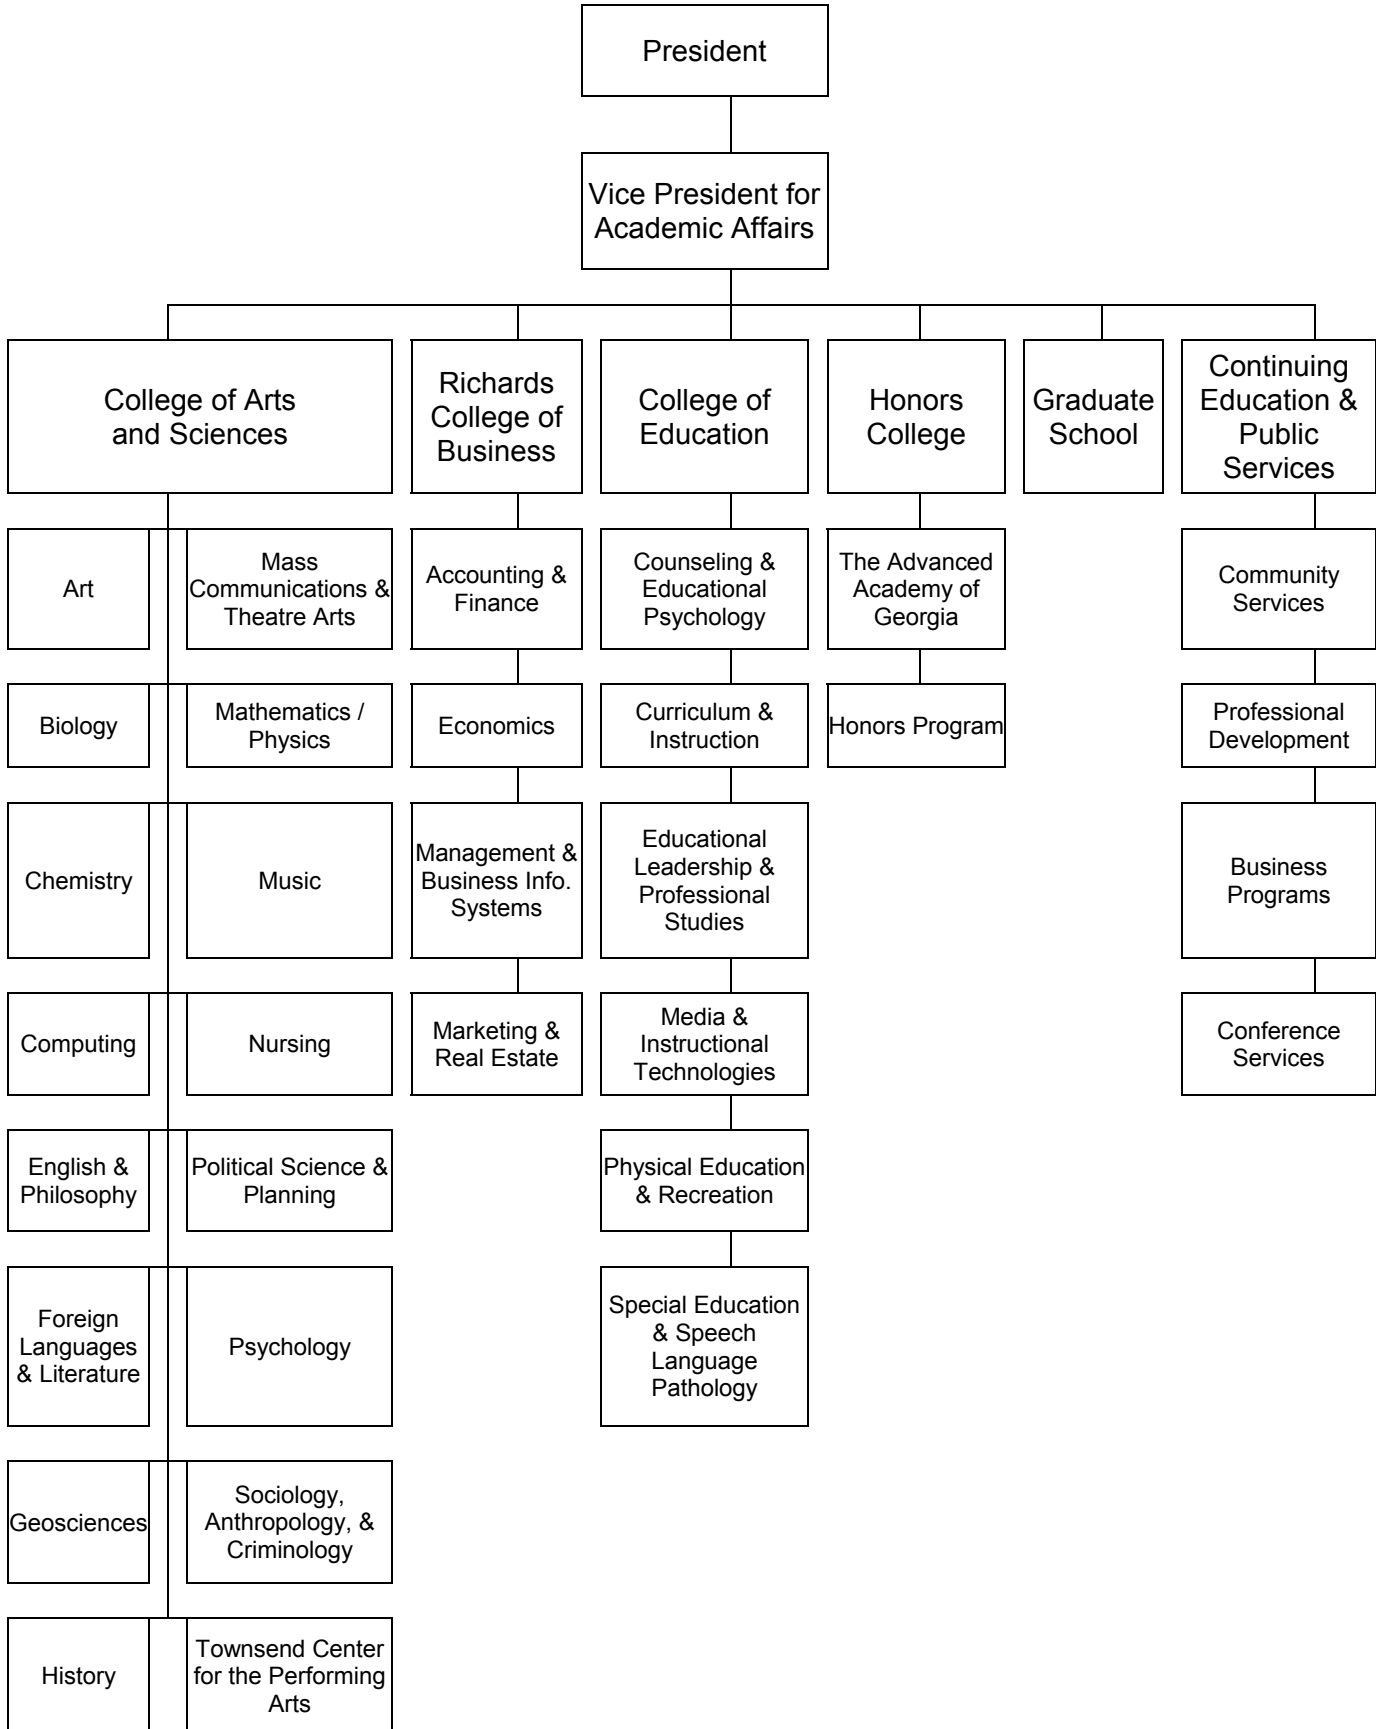 President
Vice President for
Academic Affairs
College of Arts
and Sciences
Richards
College of
Business
College of
Education
Honors
College
Graduate
School
Continuing
Education &
Public
Services
Art
Mass
Communications &
Theatre Arts
Accounting &
Finance
Counseling &
Educational
Psychology
The Advanced
Academy of
Georgia
Community
Services
Biology
Mathematics /
Physics
Economics
Curriculum &
Instruction
Honors Program
Professional
Development
Chemistry
Music
Management &
Business Info.
Systems
Educational
Leadership &
Professional
Studies
Business
Programs
Computing
Nursing
Marketing &
Real Estate
Media &
Instructional
Technologies
Conference
Services
English &
Philosophy
Political Science &
Planning
Physical Education
& Recreation
Foreign
Languages
& Literature
Psychology
Special Education
& Speech
Language
Pathology
Geosciences
Sociology,
Anthropology, &
Criminology
History
Townsend Center
for the Performing
Arts